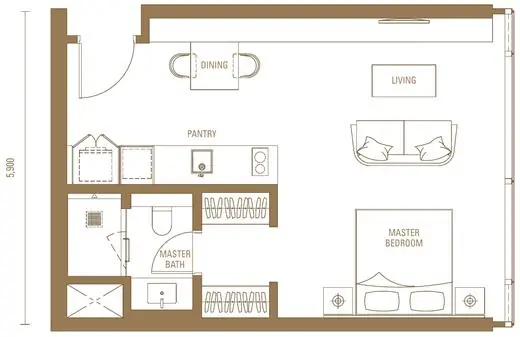 DINING
LIVING
PANTRY
5,900
MASTER
BEDROOM
MASTER
BATH